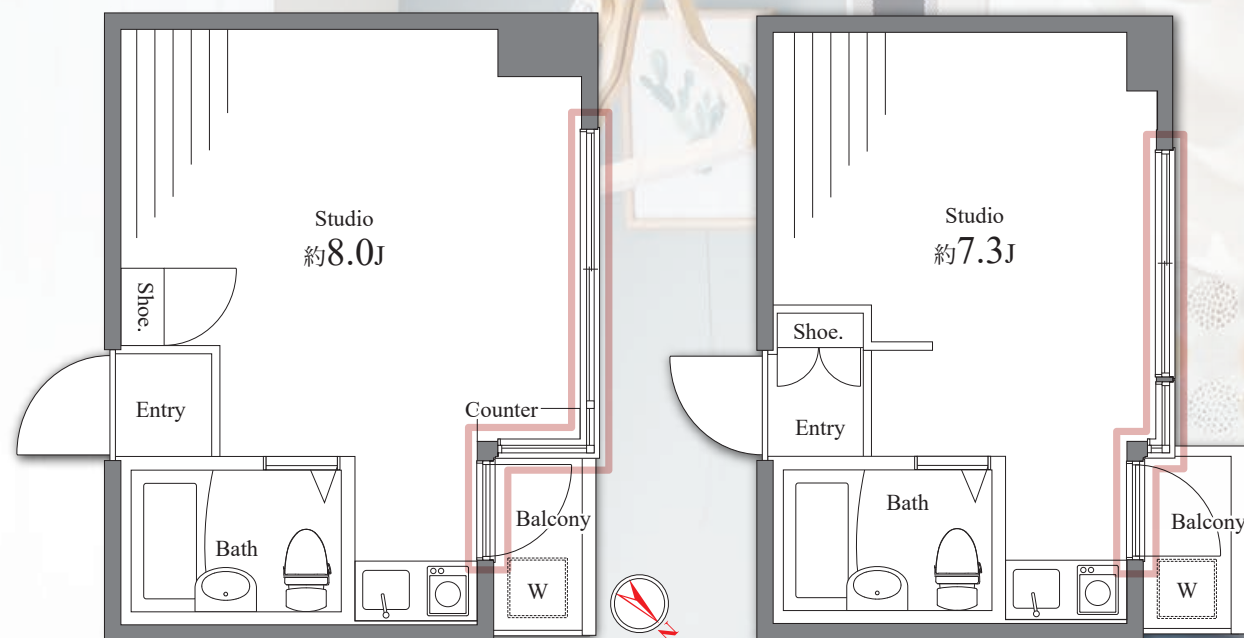 Studio
約8.0J
Shoe.
Entry
Counter
Bath
Balcony
W
N
Studio
約7.3J
Shoe.
Entry
Bath
Balcony
W